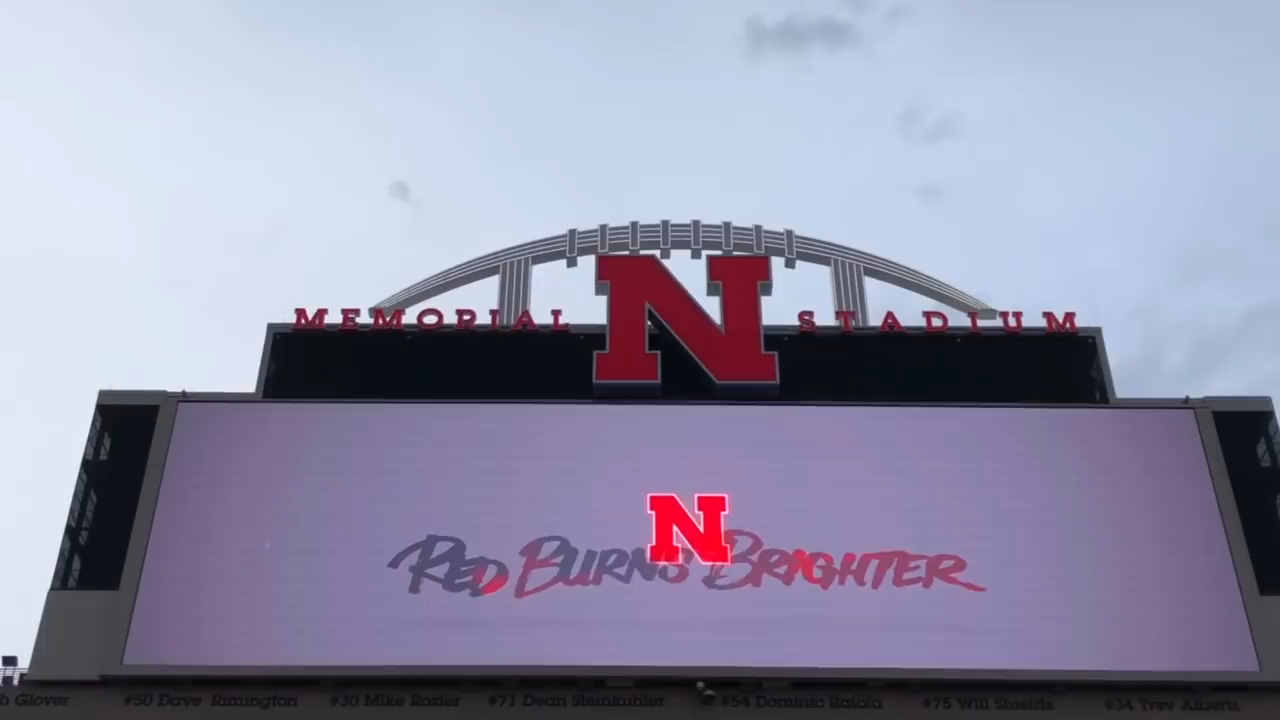 MEMORIAL N STADIUM
N
RED BURNS BRIGHTER
h Glover #50 Dave Rimington #30 Mike Rozier #71 Dean Steinkuhler #54 Dominic Raiola #75 Will Shields #34 Trev Alberts